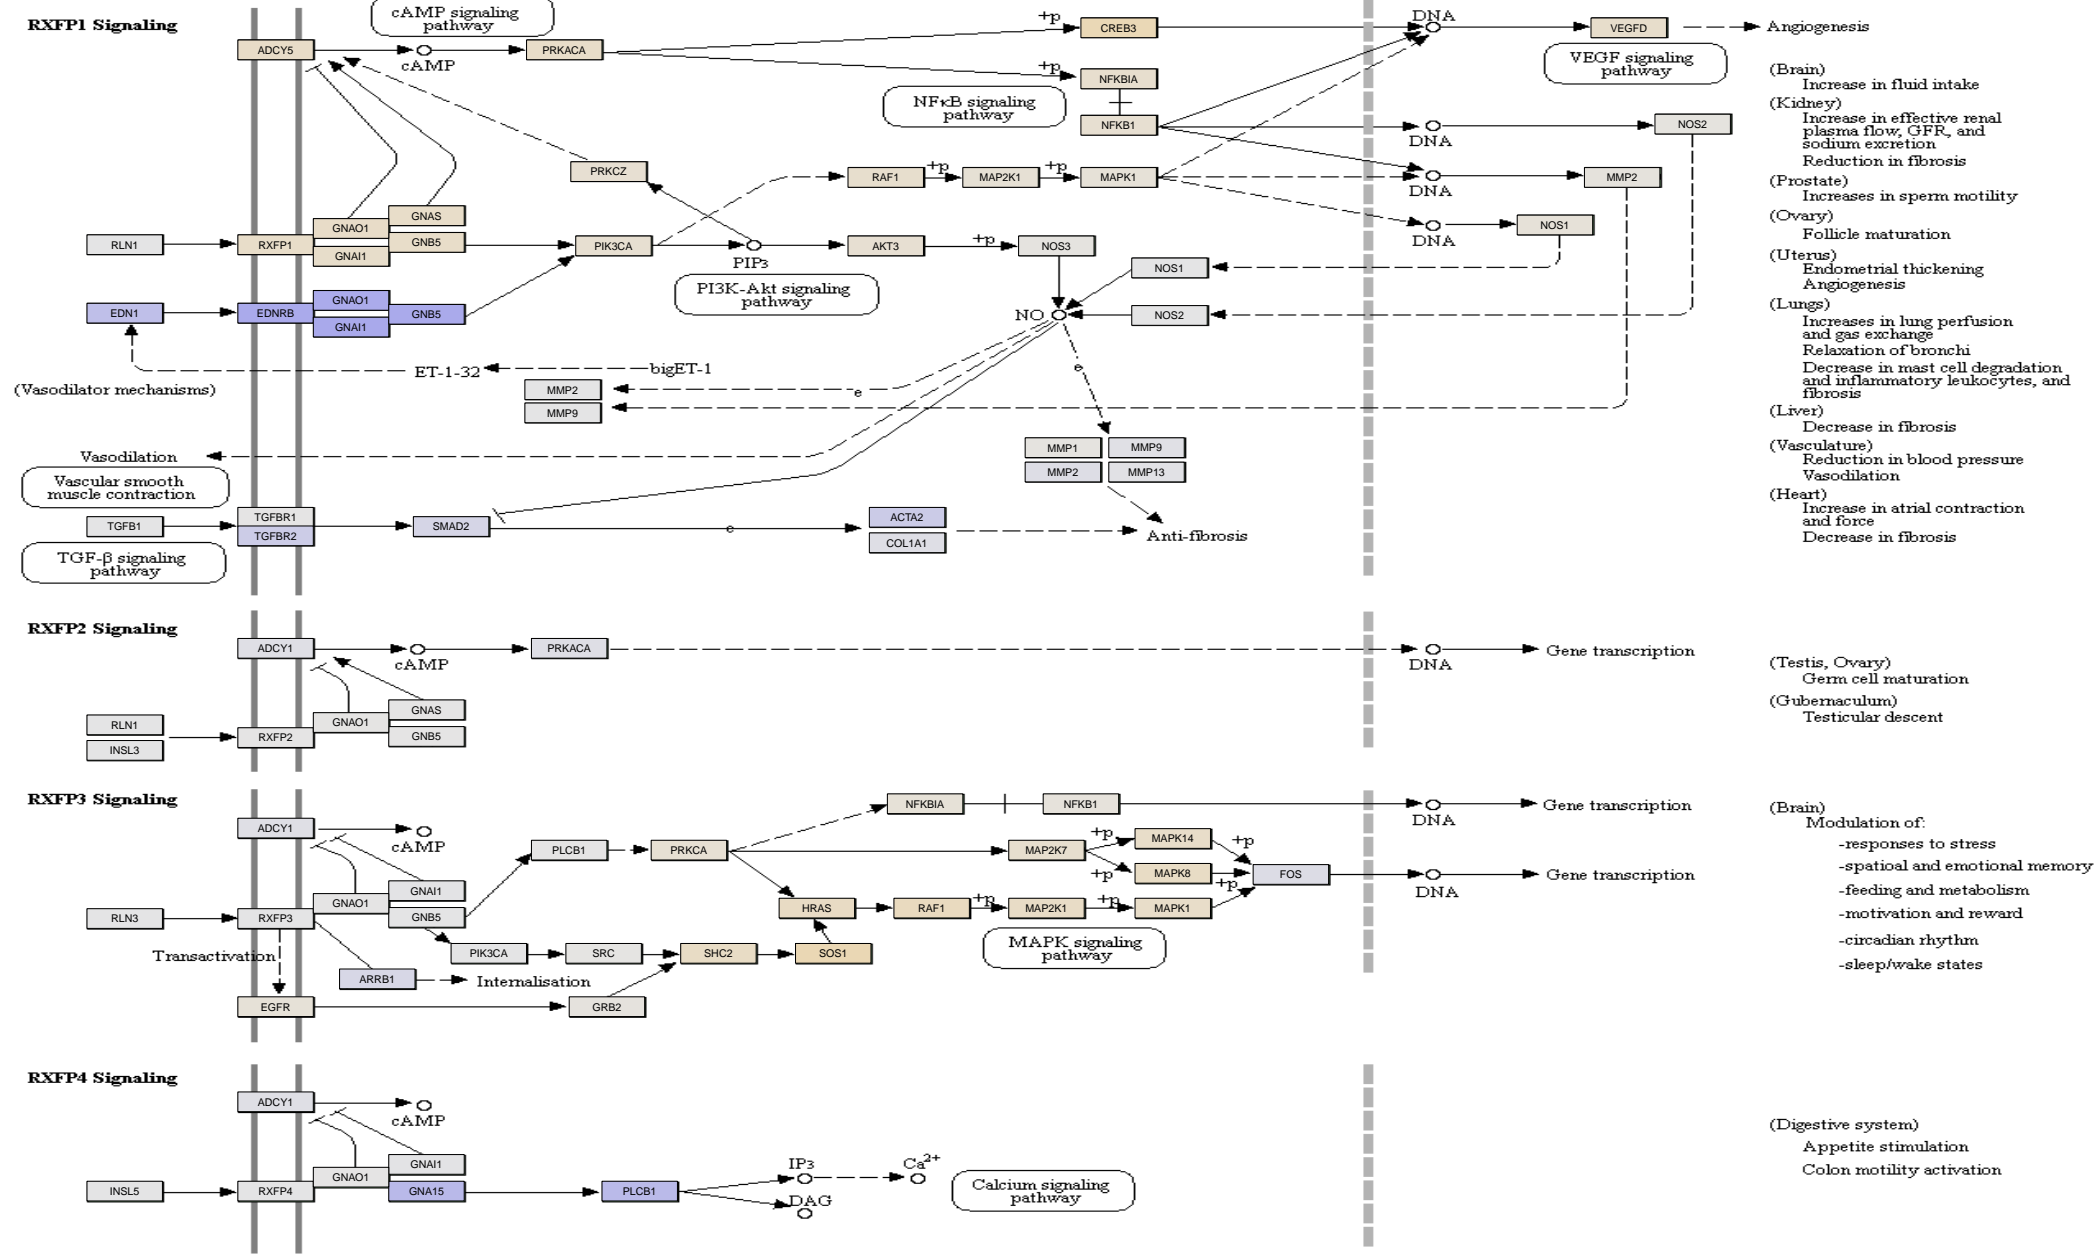 RXFP1 Signaling
cAMP signaling
pathway
ADCY5
cAMP
PRKACA
+p
CREB3
DNA
VEGFD
Angiogenesis
VEGF signaling
pathway
+p
NFKBIA
NFκB signaling
pathway
NFKB1
DNA
NOS2
PRKCZ
RAF1
+p
MAP2K1
+p
MAPK1
DNA
MMP2
DNA
NOS1
RLN1
RXFP1
GNAO1
GNAI1
GNAS
GNB5
PIK3CA
PIP3
AKT3
+p
NOS3
NOS1
NOS2
NO
PI3K-Akt signaling
pathway
EDN1
EDNRB
GNAO1
GNAI1
GNB5
ET-1-32
bigET-1
(Vasodilator mechanisms)
MMP2
MMP9
e
e
MMP1
MMP9
MMP2
MMP13
Vasodilation
Vascular smooth
muscle contraction
TGFB1
TGFBR1
TGFBR2
SMAD2
e
ACTA2
COL1A1
Anti-fibrosis
TGF-β signaling
pathway
(Brain)
Increase in fluid intake
(Kidney)
Increase in effective renal
plasma flow, GFR, and
sodium excretion
Reduction in fibrosis
(Prostate)
Increases in sperm motility
(Ovary)
Follicle maturation
(Uterus)
Endometrial thickening
Angiogenesis
(Lungs)
Increases in lung perfusion
and gas exchange
Relaxation of bronchi
Decrease in mast cell degradation
and inflammatory leukocytes, and
fibrosis
(Liver)
Decrease in fibrosis
(Vasculature)
Reduction in blood pressure
Vasodilation
(Heart)
Increase in atrial contraction
and force
Decrease in fibrosis
RXFP2 Signaling
ADCY1
cAMP
PRKACA
DNA
Gene transcription
RLN1
INSL3
RXFP2
GNAO1
GNAS
GNB5
(Testis, Ovary)
Germ cell maturation
(Gubernaculum)
Testicular descent
RXFP3 Signaling
ADCY1
cAMP
PLCB1
PRKCA
NFKBIA
NFKB1
DNA
Gene transcription
MAP2K7
+p
+p
MAPK14
MAPK8
+p
+p
FOS
DNA
Gene transcription
RLN3
RXFP3
GNAO1
GNAI1
GNB5
HRAS
RAF1
+p
MAP2K1
+p
MAPK1
PIK3CA
SRC
SHC2
SOS1
MAPK signaling
pathway
Transactivation
ARRB1
Internalisation
EGFR
GRB2
(Brain)
Modulation of:
-responses to stress
-spatioal and emotional memory
-feeding and metabolism
-motivation and reward
-circadian rhythm
-sleep/wake states
RXFP4 Signaling
ADCY1
cAMP
INSL5
RXFP4
GNAO1
GNAI1
GNA15
PLCB1
IP3
Ca2+
DAG
Calcium signaling
pathway
(Digestive system)
Appetite stimulation
Colon motility activation